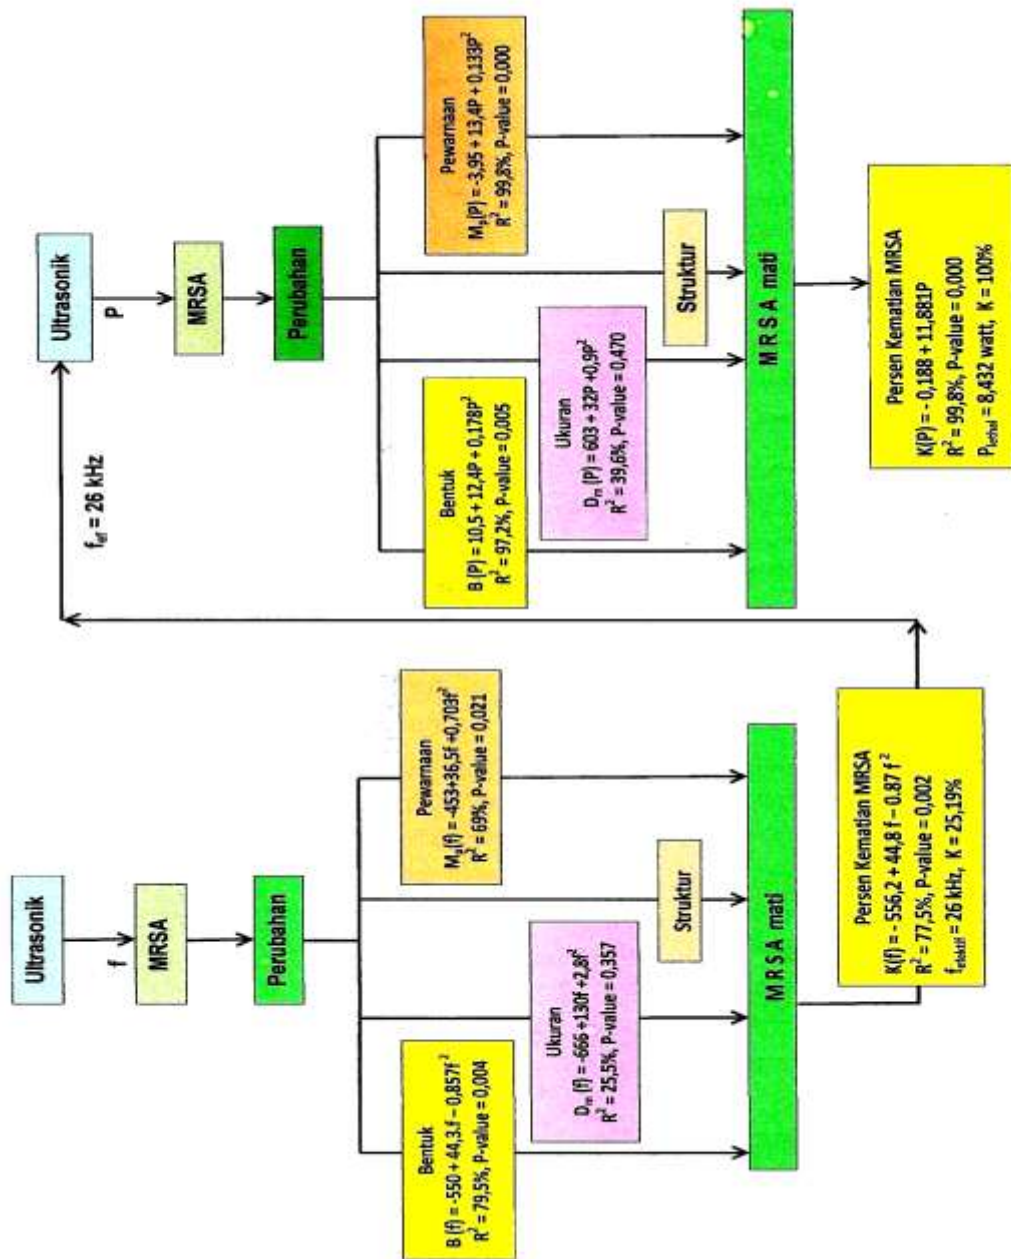 Ultrasonik
f
MRSA
Perubahan
Bentuk
B (f) = -550 + 44,3.f – 0,857f²
R² = 79,5%, P-value = 0,004
Ukuran
Dₘ (f) = -666 +130f +2,8f²
R² = 25,5%, P-value = 0,357
Struktur
Pewarnaan
Mₚ(f) = -453+36,5f +0,703f²
R² = 69%, P-value = 0,021
M R S A mati
Persen Kematian MRSA
K(f) = - 556,2 + 44,8 f – 0.87 f ²
R² = 77,5%, P-value = 0,002
f efektif = 26 kHz, K = 25,19%
f ef = 26 kHz
Ultrasonik
P
MRSA
Perubahan
Bentuk
B (P) = 10,5 + 12,4P + 0,178P²
R² = 97,2%, P-value = 0,005
Ukuran
Dₘ (P) = 603 + 32P +0,9P²
R² = 39,6%, P-value = 0,470
Struktur
Pewarnaan
Mₚ(P) = -3,95 + 13,4P + 0,133P²
R² = 99,8%, P-value = 0,000
M R S A mati
Persen Kematian MRSA
K(P) = - 0,188 + 11,881P
R² = 99,8%, P-value = 0,000
P lethal = 8,432 watt, K = 100%